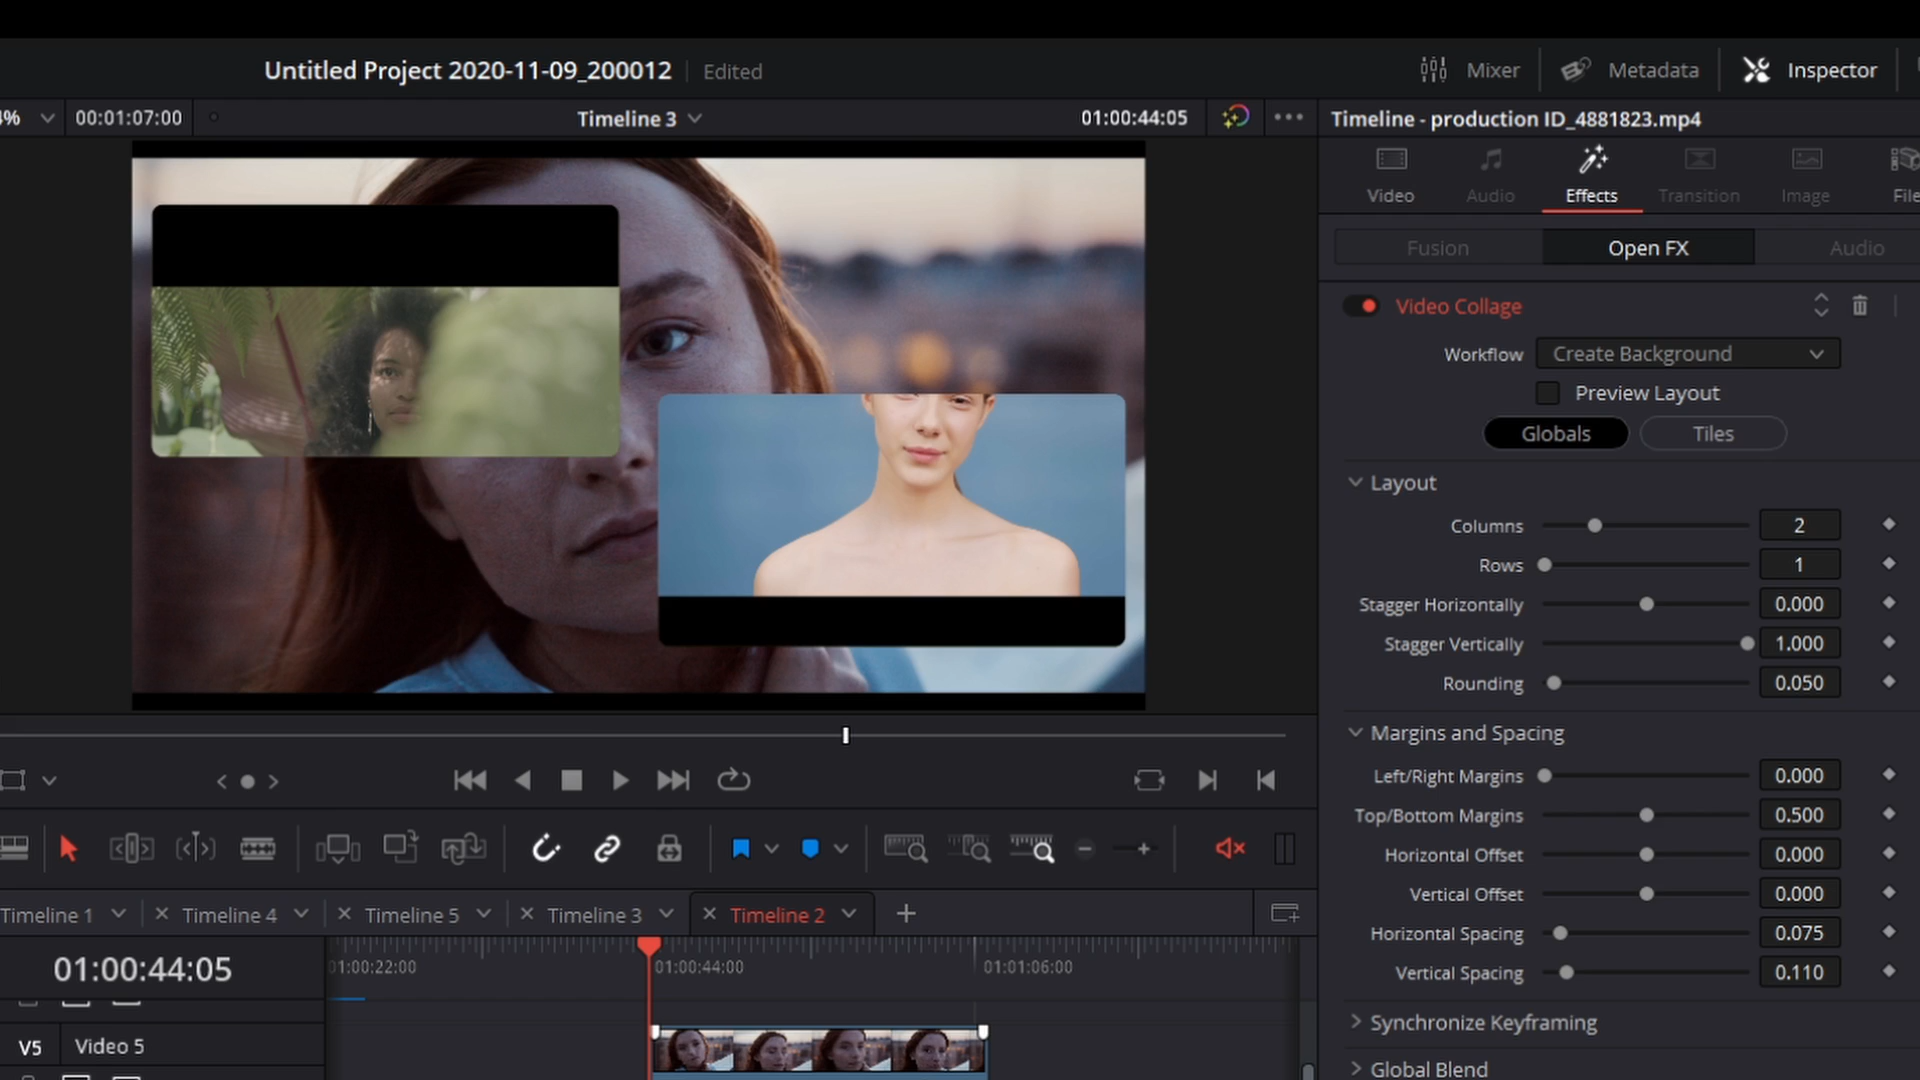 Untitled Project 2020-11-09_200012
Edited
Mixer
Metadata
Inspector
4%
00:01:07:00
Timeline 3
01:00:44:05
Timeline - production ID_4881823.mp4
Video
Audio
Effects
Transition
Image
File
Fusion
Open FX
Audio
Video Collage
Workflow
Create Background
Preview Layout
Globals
Tiles
Layout
Columns 2
Rows 1
Stagger Horizontally 0.000
Stagger Vertically 1.000
Rounding 0.050
Margins and Spacing
Left/Right Margins 0.000
Top/Bottom Margins 0.500
Horizontal Offset 0.000
Vertical Offset 0.000
Horizontal Spacing 0.075
Vertical Spacing 0.110
Synchronize Keyframing
Global Blend
Timeline 1
Timeline 4
Timeline 5
Timeline 3
Timeline 2
01:00:44:05
01:00:22:00
01:00:44:00
01:01:06:00
V5
Video 5